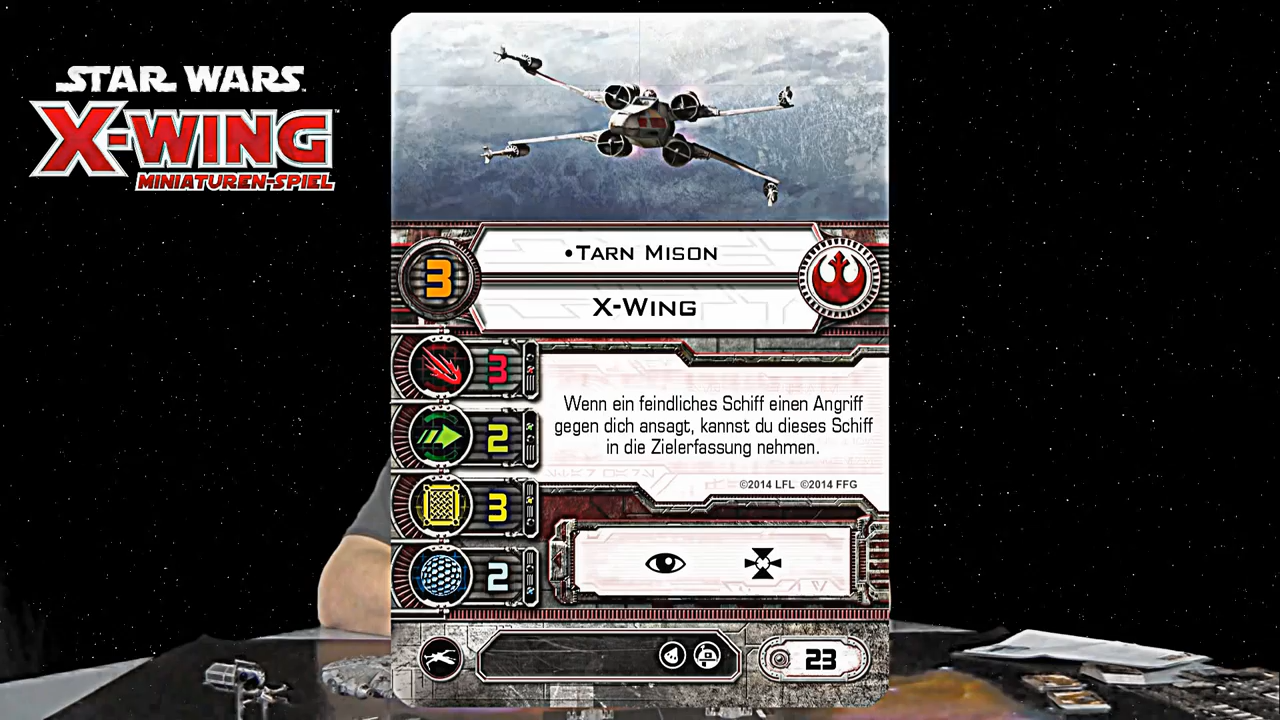 STAR WARS
X-WING™
MINIATUREN-SPIEL
•TARN MISON
3
X-WING
3
2
3
2
Wenn ein feindliches Schiff einen Angriff
gegen dich ansagt, kannst du dieses Schiff
in die Zielerfassung nehmen.
©2014 LFL ©2014 FFG
23